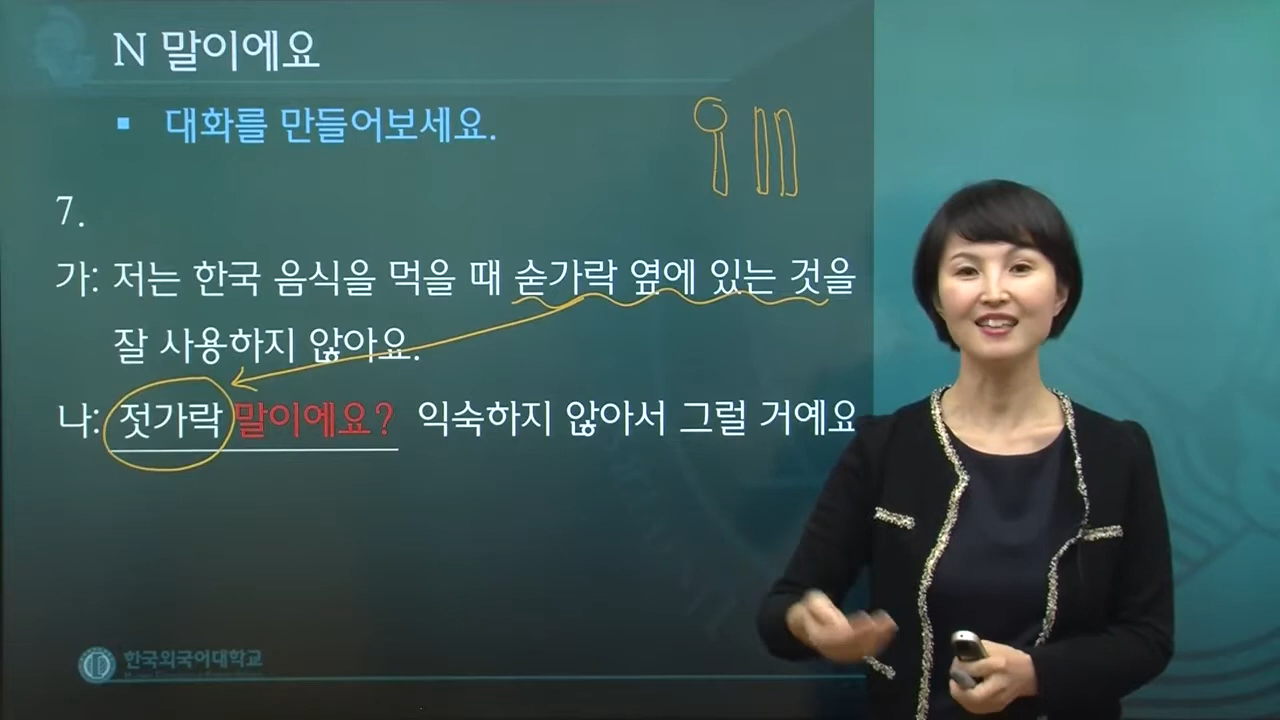 N 말이에요
▪ 대화를 만들어보세요.
7.
가: 저는 한국 음식을 먹을 때 숟가락 옆에 있는 것을
잘 사용하지 않아요.
나: 젓가락 말이에요? 익숙하지 않아서 그럴 거예요
한국외국어대학교